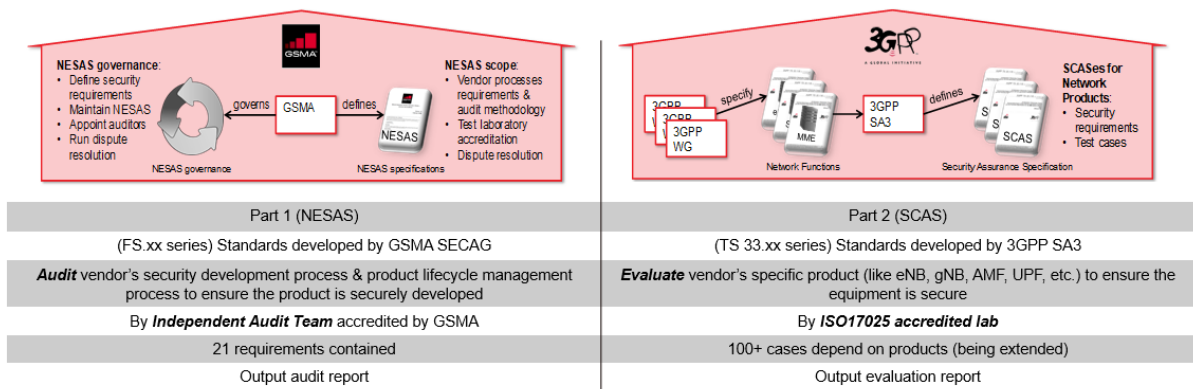 GSMA
NESAS governance:
• Define security
requirements
• Maintain NESAS
• Appoint auditors
• Run dispute
resolution
governs
GSMA
defines
NESAS
NESAS scope:
• Vendor processes
requirements &
audit methodology
• Test laboratory
accreditation
• Dispute resolution
NESAS governance
NESAS specifications
3GPP
A GLOBAL INITIATIVE
3GPP
3GPP
3GPP
WG
specify
MME
3GPP
SA3
defines
SCAS
SCASes for
Network
Products:
• Security
requirements
• Test cases
Network Functions
Security Assurance Specification
Part 1 (NESAS)
Part 2 (SCAS)
(FS.xx series) Standards developed by GSMA SECAG
(TS 33.xx series) Standards developed by 3GPP SA3
Audit vendor's security development process & product lifecycle management
process to ensure the product is securely developed
Evaluate vendor's specific product (like eNB, gNB, AMF, UPF, etc.) to ensure the
equipment is secure
By Independent Audit Team accredited by GSMA
By ISO17025 accredited lab
21 requirements contained
100+ cases depend on products (being extended)
Output audit report
Output evaluation report